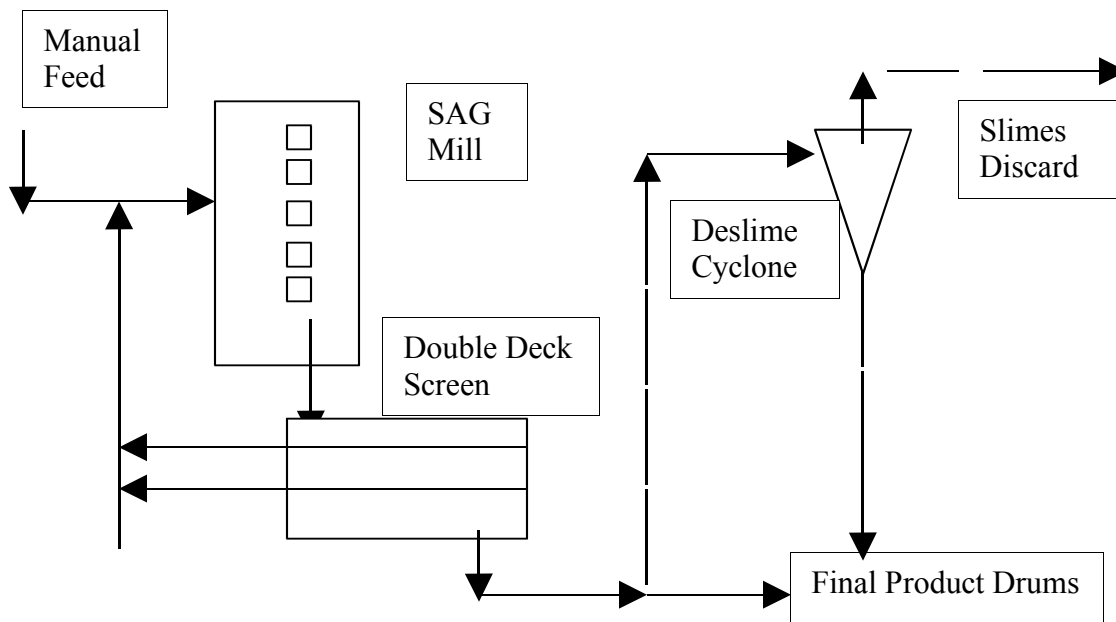 Manual
Feed
SAG
Mill
Slimes
Discard
Deslime
Cyclone
Double Deck
Screen
Final Product Drums